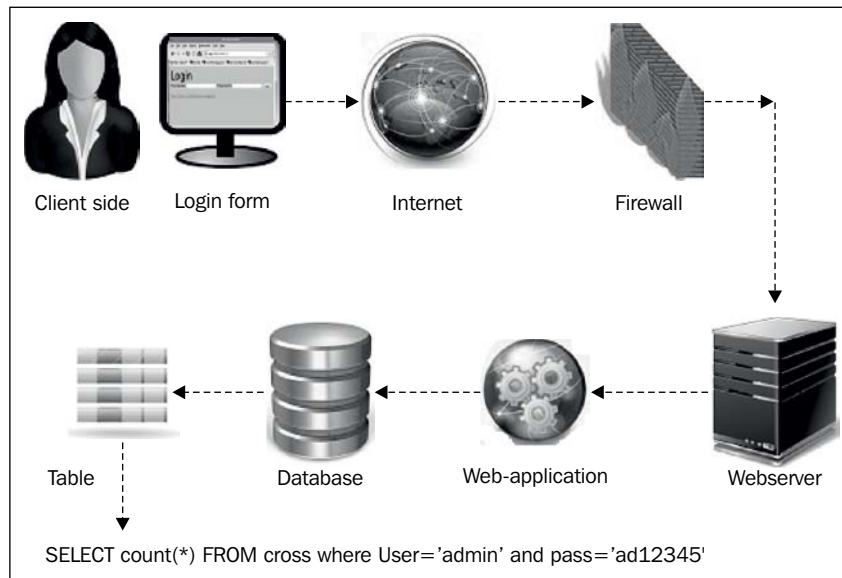 Login
Client side
Login form
Internet
Firewall
Table
Database
Web-application
Webserver
SELECT count(*) FROM cross where User='admin' and pass='ad12345'